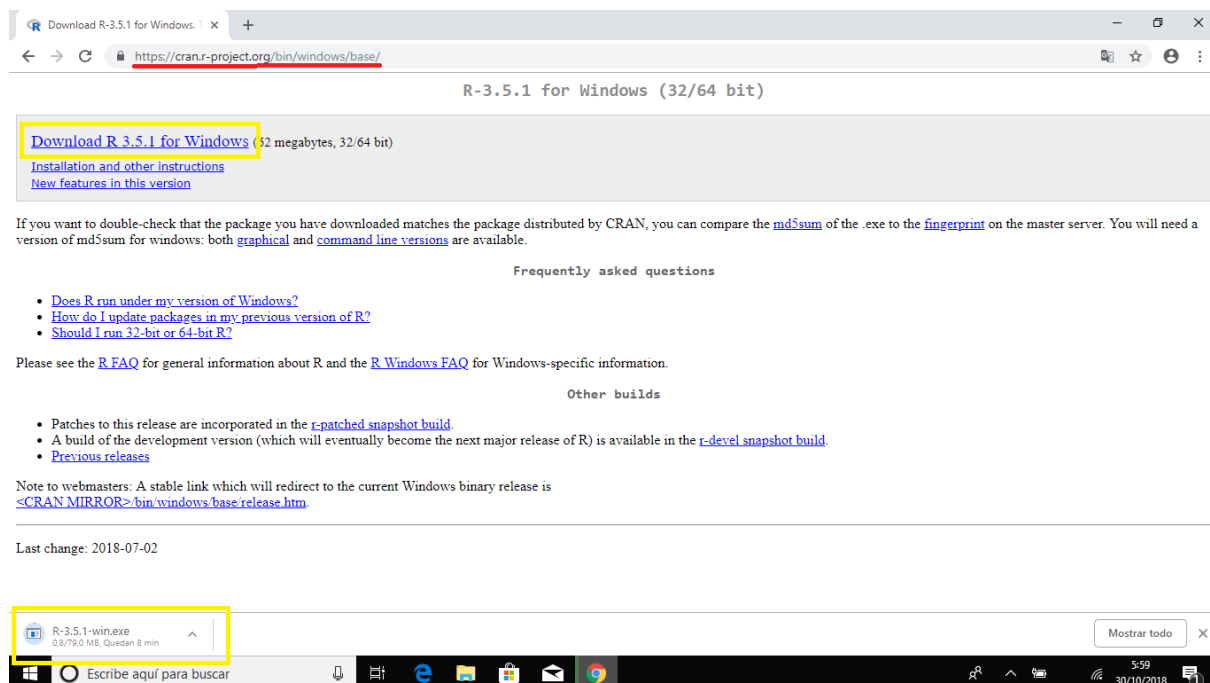 Download R-3.5.1 for Windows. T
https://cran.r-project.org/bin/windows/base/
R-3.5.1 for Windows (32/64 bit)
Download R 3.5.1 for Windows (62 megabytes, 32/64 bit)
Installation and other instructions
New features in this version
If you want to double-check that the package you have downloaded matches the package distributed by CRAN, you can compare the md5sum of the .exe to the fingerprint on the master server. You will need a
version of md5sum for windows: both graphical and command line versions are available.
Frequently asked questions
• Does R run under my version of Windows?
• How do I update packages in my previous version of R?
• Should I run 32-bit or 64-bit R?
Please see the R FAQ for general information about R and the R Windows FAQ for Windows-specific information.
Other builds
• Patches to this release are incorporated in the r-patched snapshot build.
• A build of the development version (which will eventually become the next major release of R) is available in the r-devel snapshot build.
• Previous releases
Note to webmasters: A stable link which will redirect to the current Windows binary release is
<CRAN MIRROR>/bin/windows/base/release.htm.
Last change: 2018-07-02
R-3.5.1-win.exe
0.8/79.0 MB, Quedan 8 min
Mostrar todo
Escribe aquí para buscar
5:59
30/10/2018
1